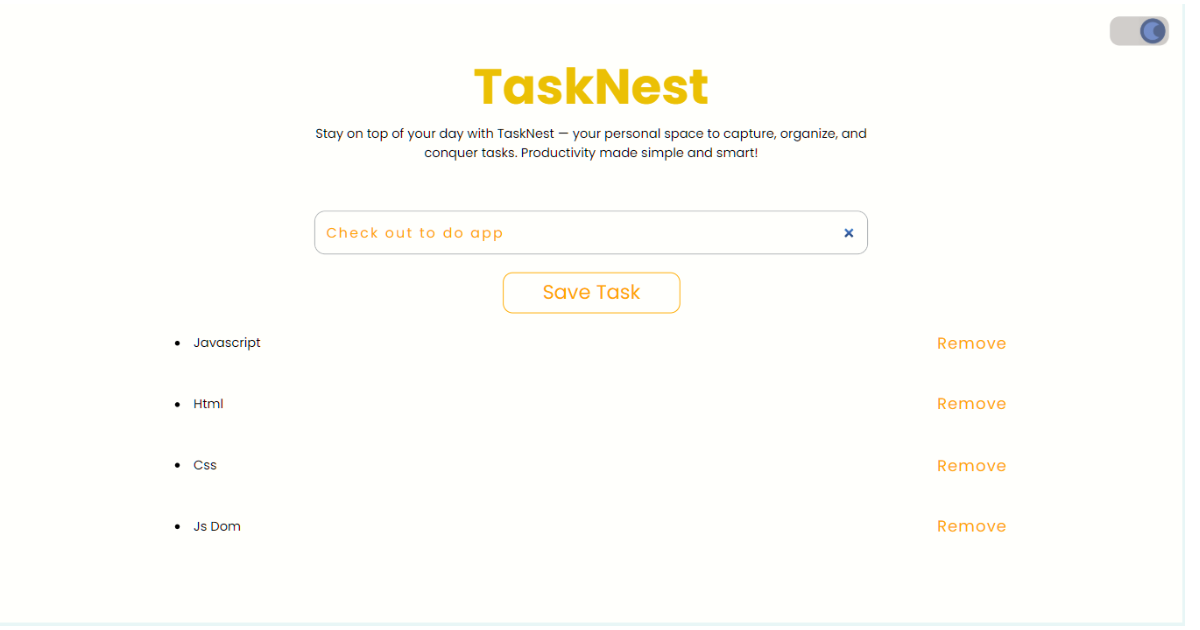 TaskNest
Stay on top of your day with TaskNest — your personal space to capture, organize, and
conquer tasks. Productivity made simple and smart!
Check out to do app
Save Task
Javascript Remove
Html Remove
Css Remove
Js Dom Remove